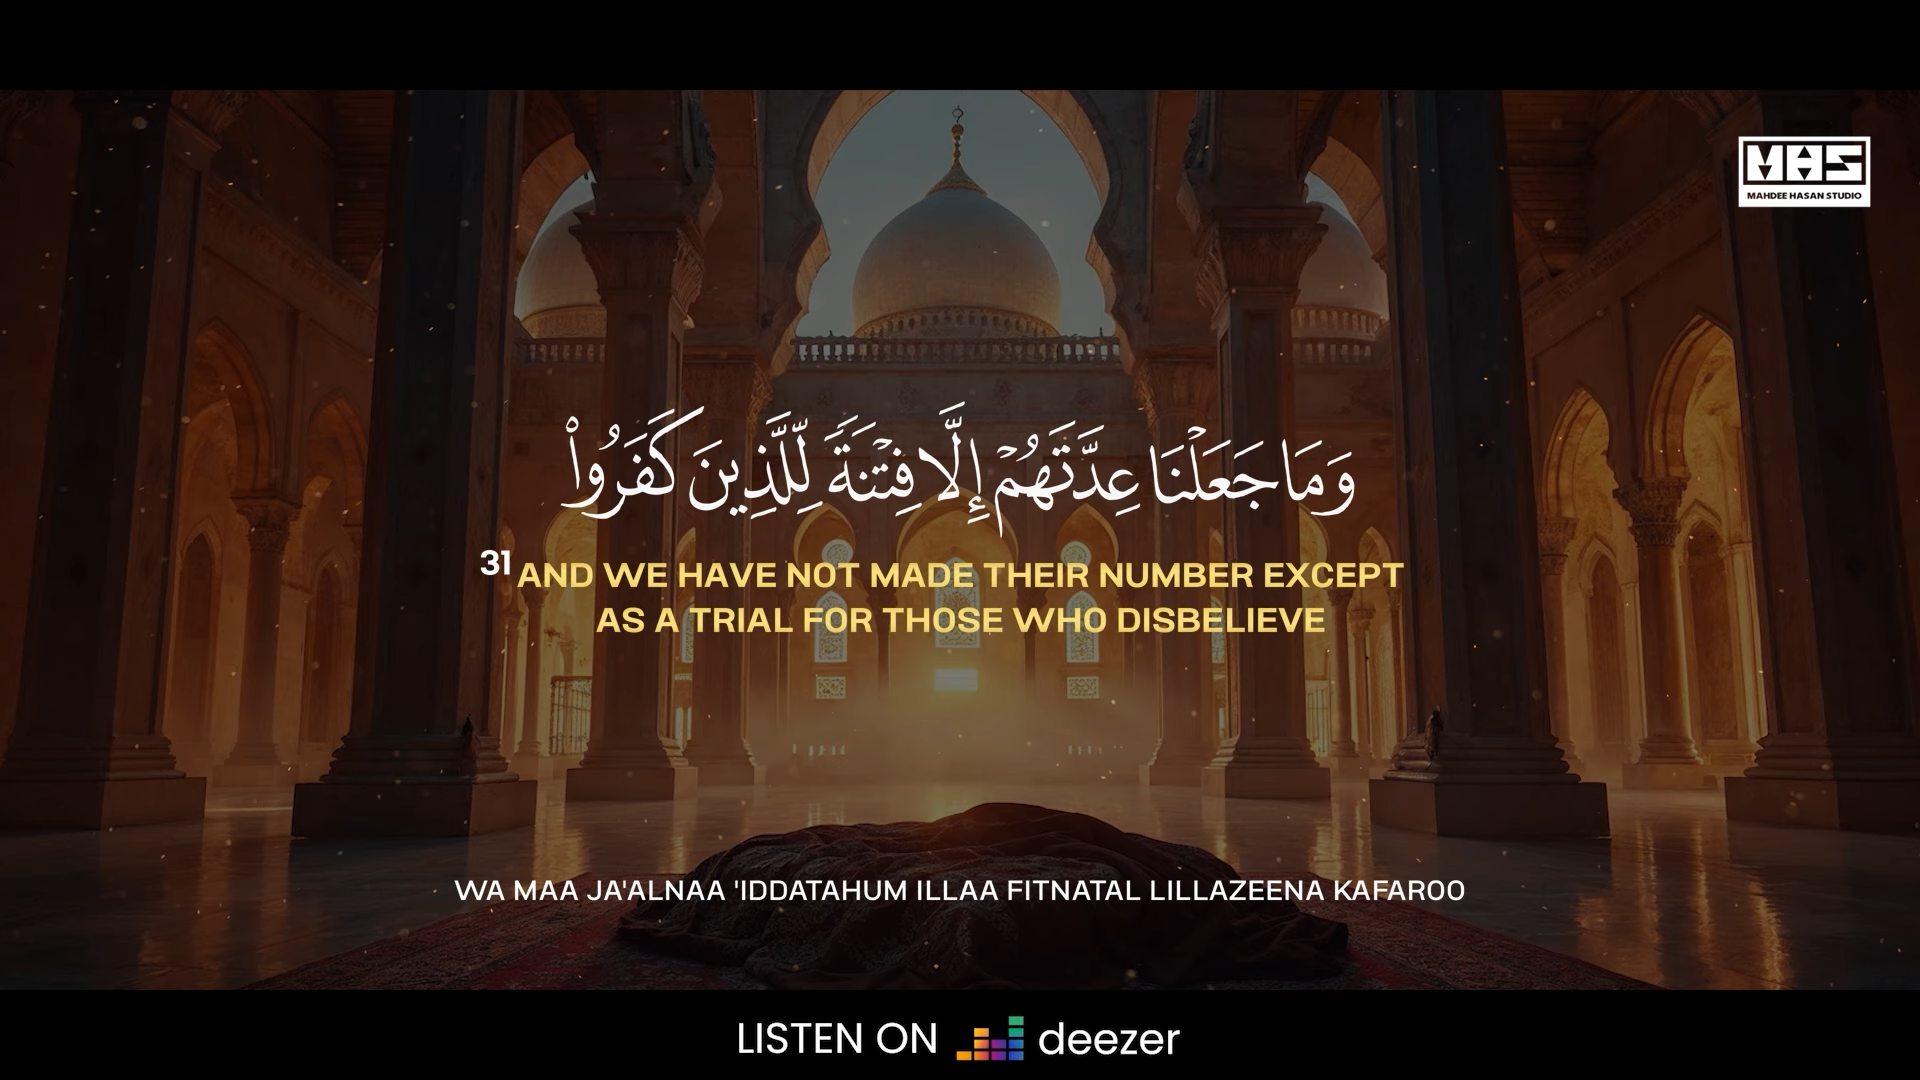 MHS
MAHDEE HASAN STUDIO
وَمَا جَعَلْنَا عِدَّتَهُمْ إِلَّا فِتْنَةً لِّلَّذِينَ كَفَرُوا۟
31 AND WE HAVE NOT MADE THEIR NUMBER EXCEPT
AS A TRIAL FOR THOSE WHO DISBELIEVE
WA MAA JA'ALNAA 'IDDATAHUM ILLAA FITNATAL LILLAZEENA KAFAROO
LISTEN ON deezer